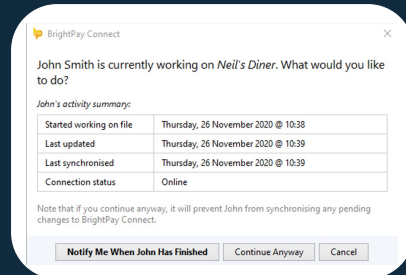 BrightPay Connect
John Smith is currently working on Neil's Diner. What would you like
to do?
John's activity summary:
Started working on file Thursday, 26 November 2020 @ 10:38
Last updated Thursday, 26 November 2020 @ 10:39
Last synchronised Thursday, 26 November 2020 @ 10:39
Connection status Online
Note that if you continue anyway, it will prevent John from synchronising any pending
changes to BrightPay Connect.
Notify Me When John Has Finished Continue Anyway Cancel